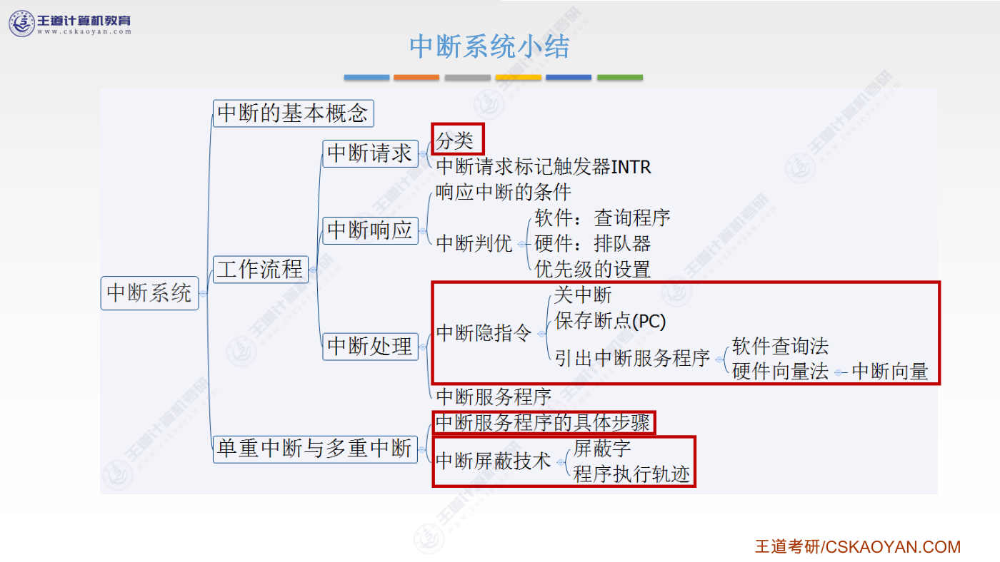 王道计算机教育
www.cskaoyan.com
中断系统小结
中断的基本概念
分类
中断请求
中断请求标记触发器INTR
响应中断的条件
软件：查询程序
中断响应
中断判优
硬件：排队器
优先级的设置
工作流程
中断系统
关中断
保存断点(PC)
中断隐指令
软件查询法
中断处理
引出中断服务程序
硬件向量法
中断向量
中断服务程序
中断服务程序的具体步骤
单重中断与多重中断
屏蔽字
中断屏蔽技术
程序执行轨迹
王道考研/CSKAOYAN.COM